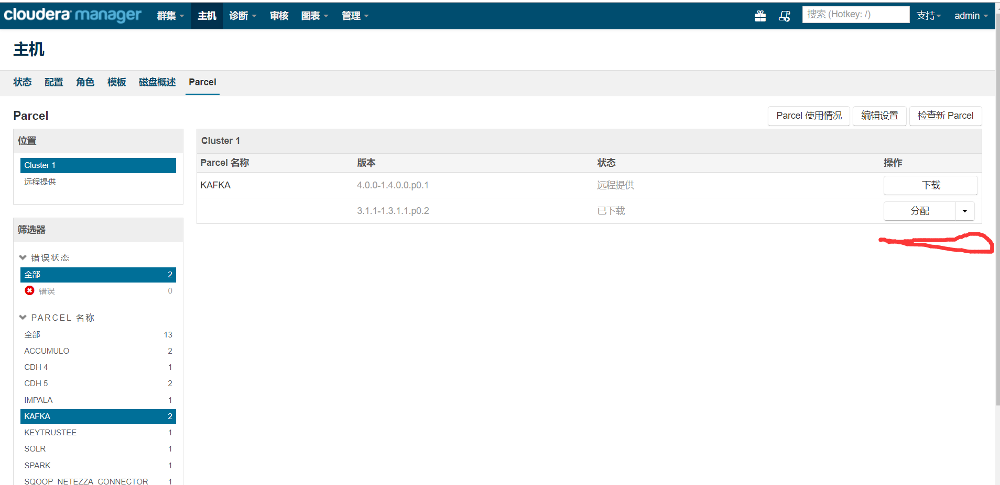 cloudera manager 群集 主机 诊断 审核 图表 管理 搜索 (Hotkey: /) 支持 admin
主机
状态 配置 角色 模板 磁盘概述 Parcel
Parcel
Parcel 使用情况 编辑设置 检查新 Parcel
位置
Cluster 1
远程提供
Cluster 1
Parcel 名称 版本 状态 操作
KAFKA 4.0.0-1.4.0.0.p0.1 远程提供 下载
3.1.1-1.3.1.1.p0.2 已下载 分配
筛选器
错误状态
全部 2
错误 0
PARCEL 名称
全部 13
ACCUMULO 2
CDH 4 1
CDH 5 2
IMPALA 1
KAFKA 2
KEYTRUSTEE 1
SOLR 1
SPARK 1
SQOOP_NETEZZA_CONNECTOR 1